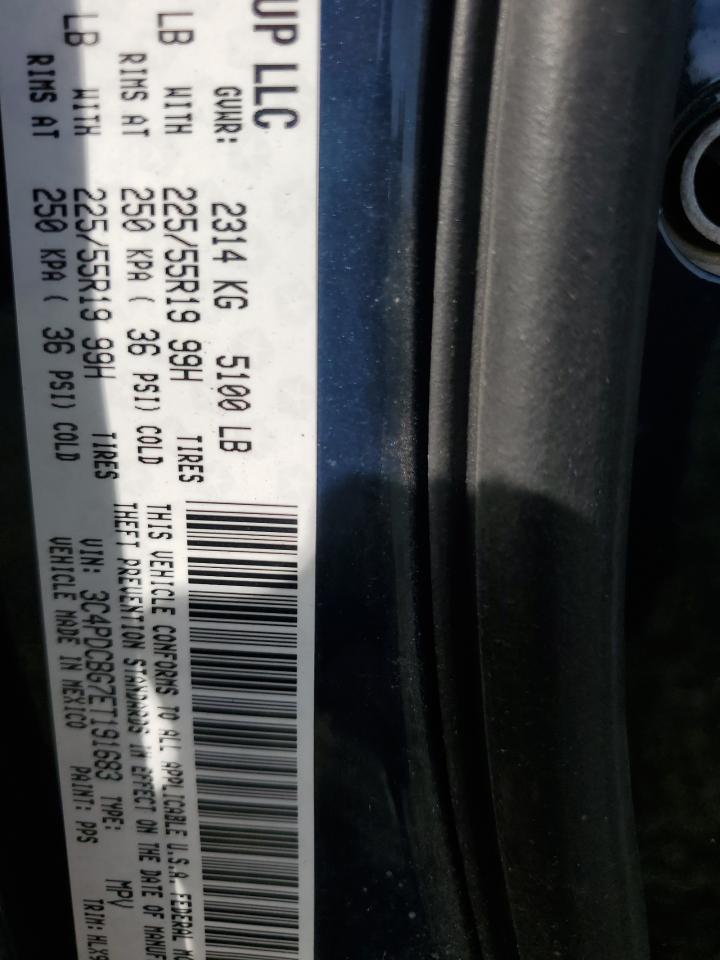 UP LLC
GVWR: 2314 KG 5100 LB
LB WITH 225/55R19 99H TIRES
RIMS AT 250 KPA ( 36 PSI) COLD
LB WITH 225/55R19 99H TIRES
RIMS AT 250 KPA ( 36 PSI) COLD
THIS VEHICLE CONFORMS TO ALL APPLICABLE U.S.A. FEDERAL MO
THEFT PREVENTION STANDARDS IN EFFECT ON THE DATE OF MANUF
VIN: 3C4PDCBG7ET191683 TYPE: MPV
VEHICLE MADE IN MEXICO PAINT: PPS TRIM: HLX9